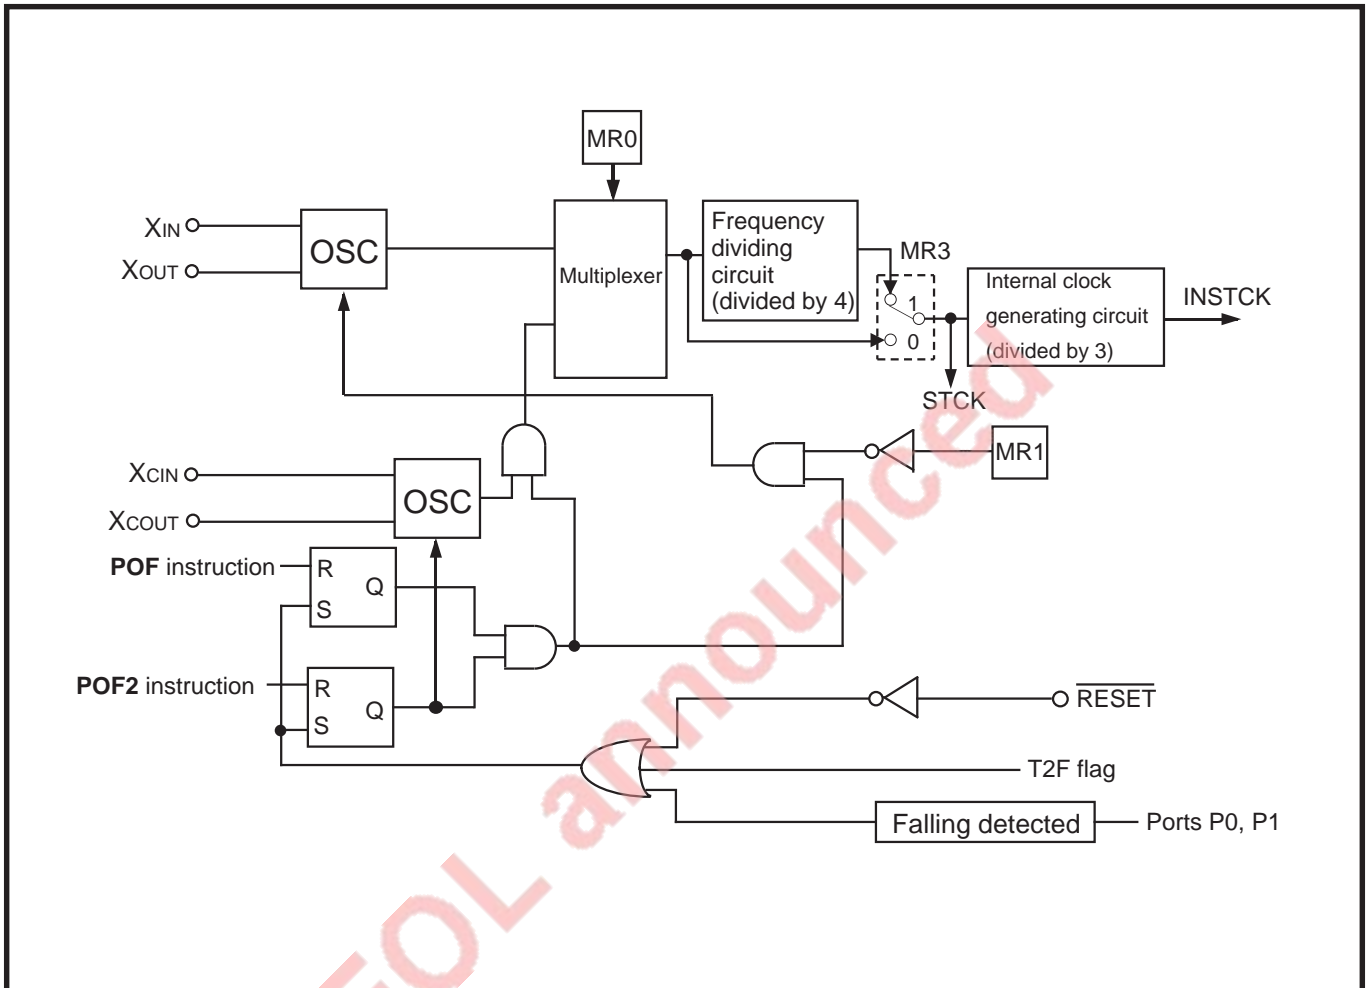 MR0
XIN
XOUT
OSC
Multiplexer
Frequency
dividing
circuit
(divided by 4)
MR3
1
0
Internal clock
generating circuit
(divided by 3)
INSTCK
STCK
MR1
XCIN
XCOUT
OSC
POF instruction
R
S
Q
POF2 instruction
R
S
Q
RESET
T2F flag
Falling detected
Ports P0, P1
EOL announced